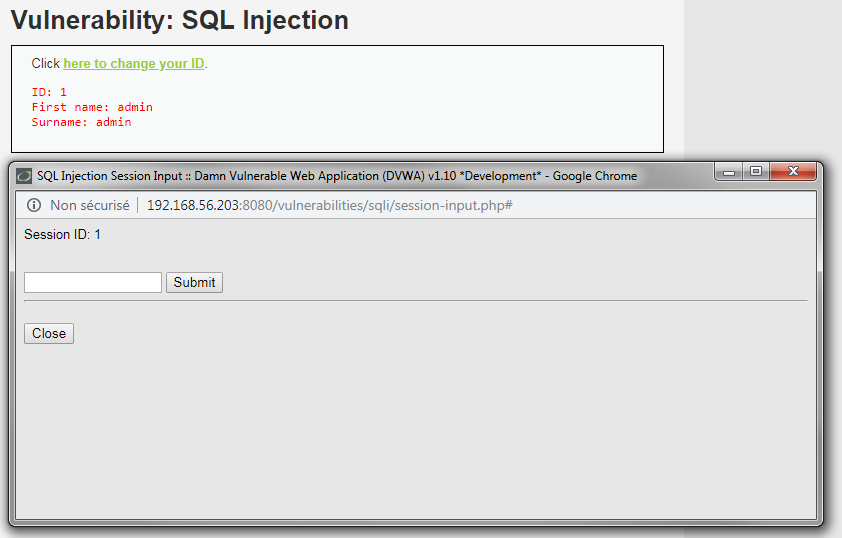 Vulnerability: SQL Injection
Click here to change your ID.
ID: 1
First name: admin
Surname: admin
SQL Injection Session Input :: Damn Vulnerable Web Application (DVWA) v1.10 *Development* - Google Chrome
Non sécurisé 192.168.56.203:8080/vulnerabilities/sqli/session-input.php#
Session ID: 1
Submit
Close